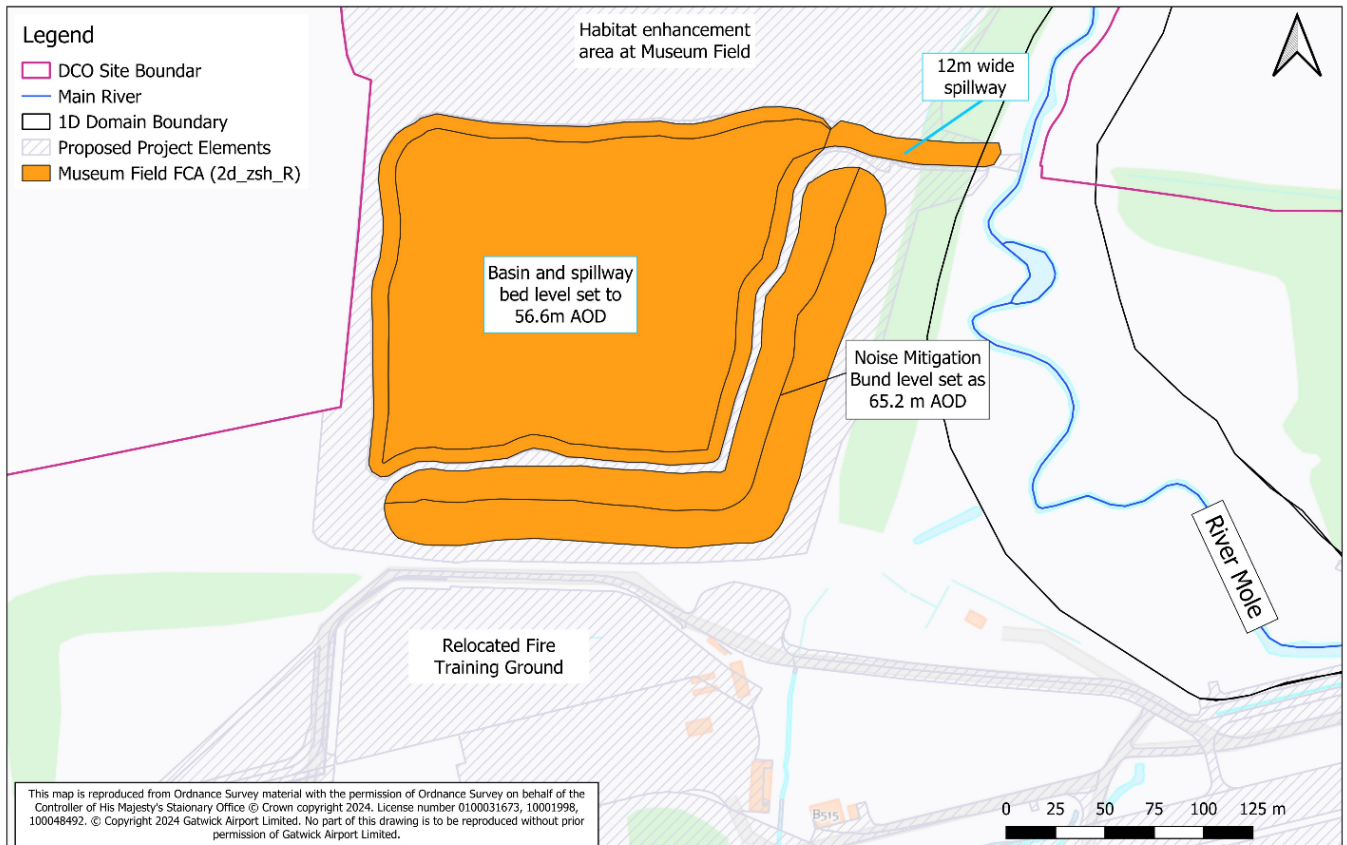 Legend
DCO Site Boundar
Main River
1D Domain Boundary
Proposed Project Elements
Museum Field FCA (2d_zsh_R)
Habitat enhancement
area at Museum Field
12m wide
spillway
Basin and spillway
bed level set to
56.6m AOD
Noise Mitigation
Bund level set as
65.2 m AOD
River Mole
Relocated Fire
Training Ground
B515
0 25 50 75 100 125 m
This map is reproduced from Ordnance Survey material with the permission of Ordnance Survey on behalf of the
Controller of His Majesty's Staionary Office © Crown copyright 2024. License number 0100031673, 10001998,
100048492. © Copyright 2024 Gatwick Airport Limited. No part of this drawing is to be reproduced without prior
permission of Gatwick Airport Limited.